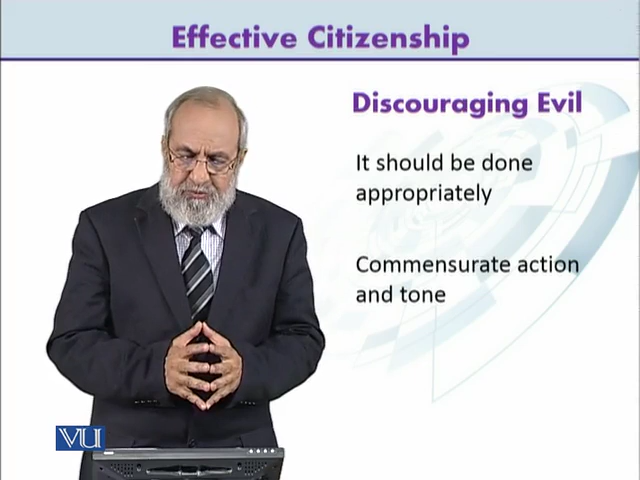 Effective Citizenship
Discouraging Evil
It should be done
appropriately
Commensurate action
and tone
VU